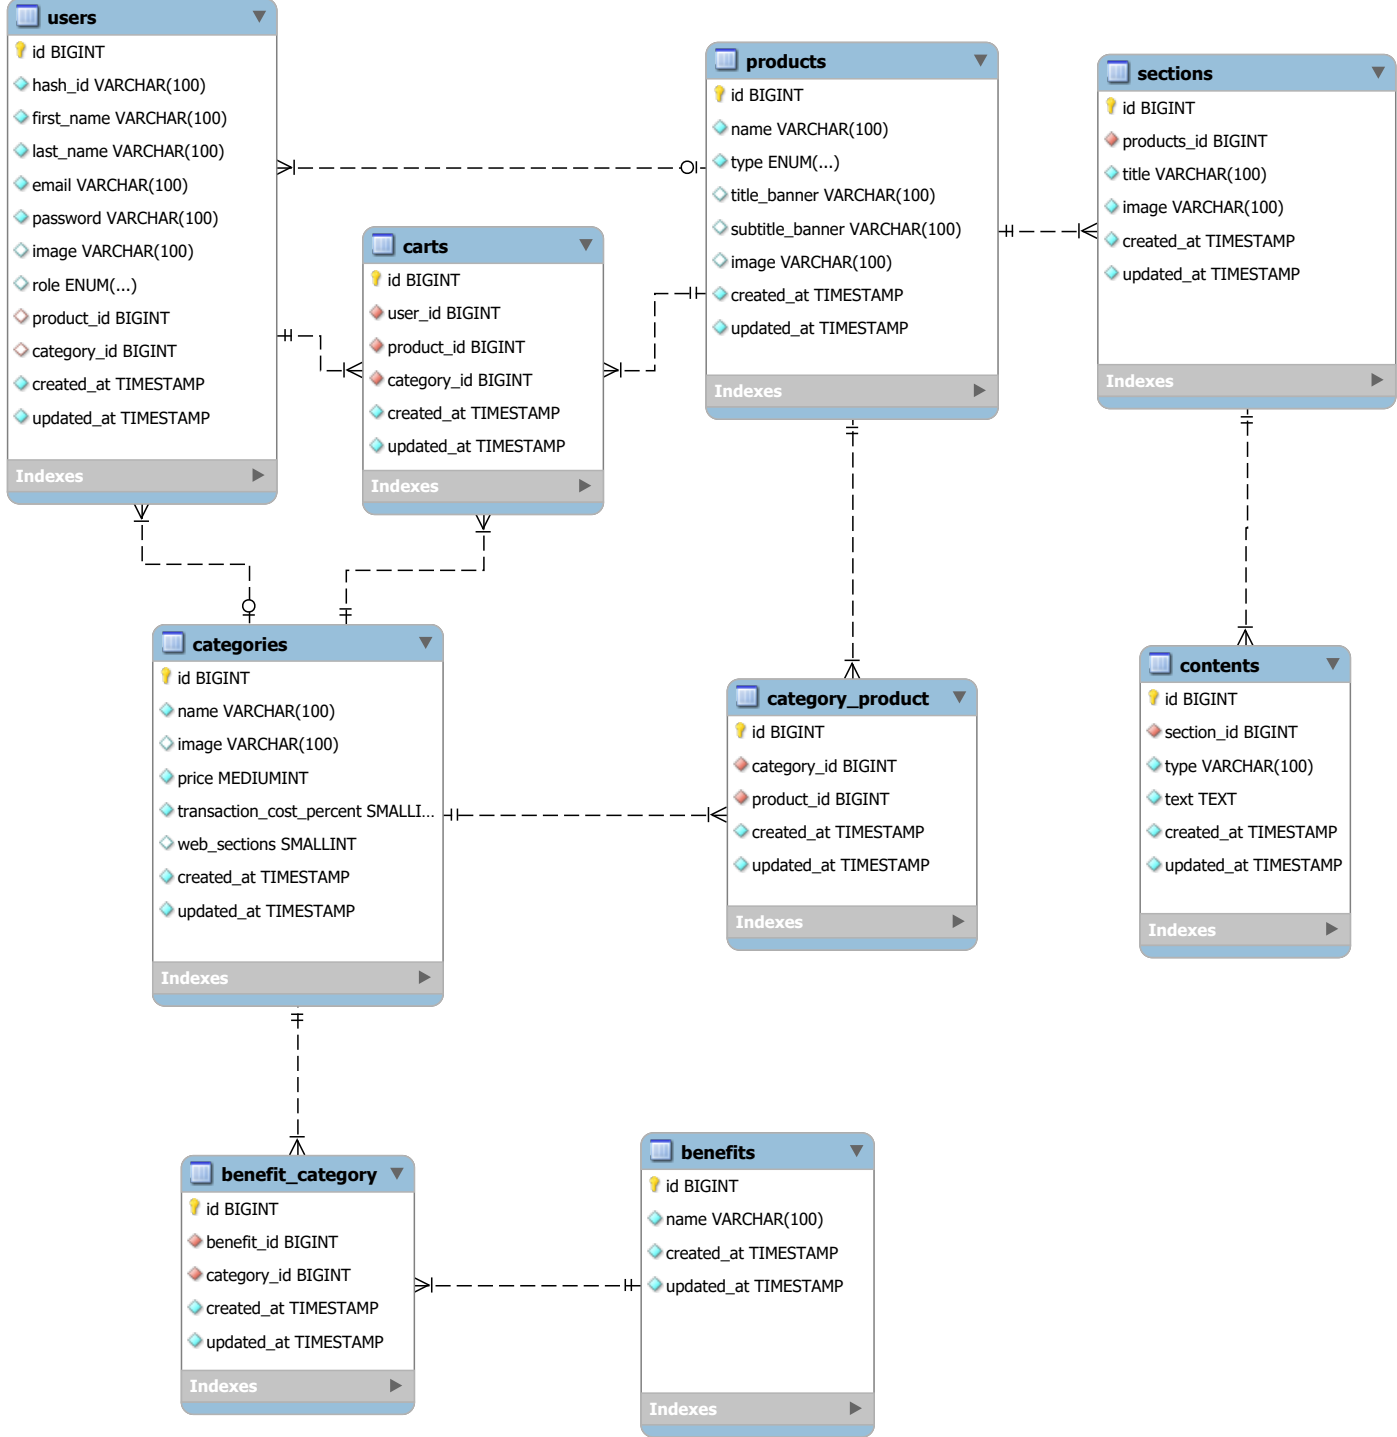 users
id BIGINT
hash_id VARCHAR(100)
first_name VARCHAR(100)
last_name VARCHAR(100)
email VARCHAR(100)
password VARCHAR(100)
image VARCHAR(100)
role ENUM(...)
product_id BIGINT
category_id BIGINT
created_at TIMESTAMP
updated_at TIMESTAMP
Indexes
carts
id BIGINT
user_id BIGINT
product_id BIGINT
category_id BIGINT
created_at TIMESTAMP
updated_at TIMESTAMP
Indexes
products
id BIGINT
name VARCHAR(100)
type ENUM(...)
title_banner VARCHAR(100)
subtitle_banner VARCHAR(100)
image VARCHAR(100)
created_at TIMESTAMP
updated_at TIMESTAMP
Indexes
sections
id BIGINT
products_id BIGINT
title VARCHAR(100)
image VARCHAR(100)
created_at TIMESTAMP
updated_at TIMESTAMP
Indexes
categories
id BIGINT
name VARCHAR(100)
image VARCHAR(100)
price MEDIUMINT
transaction_cost_percent SMALLI...
web_sections SMALLINT
created_at TIMESTAMP
updated_at TIMESTAMP
Indexes
category_product
id BIGINT
category_id BIGINT
product_id BIGINT
created_at TIMESTAMP
updated_at TIMESTAMP
Indexes
contents
id BIGINT
section_id BIGINT
type VARCHAR(100)
text TEXT
created_at TIMESTAMP
updated_at TIMESTAMP
Indexes
benefit_category
id BIGINT
benefit_id BIGINT
category_id BIGINT
created_at TIMESTAMP
updated_at TIMESTAMP
Indexes
benefits
id BIGINT
name VARCHAR(100)
created_at TIMESTAMP
updated_at TIMESTAMP
Indexes